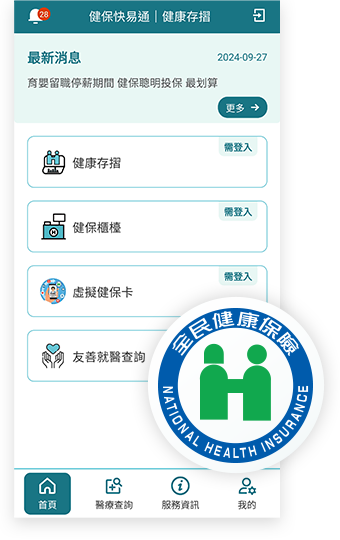 28
健保快易通｜健康存摺
最新消息
2024-09-27
育嬰留職停薪期間 健保聰明投保 最划算
更多 →
需登入
健康存摺
需登入
健保櫃檯
需登入
虛擬健保卡
友善就醫查詢
全民健康保險
NATIONAL HEALTH INSURANCE
首頁
醫療查詢
服務資訊
我的